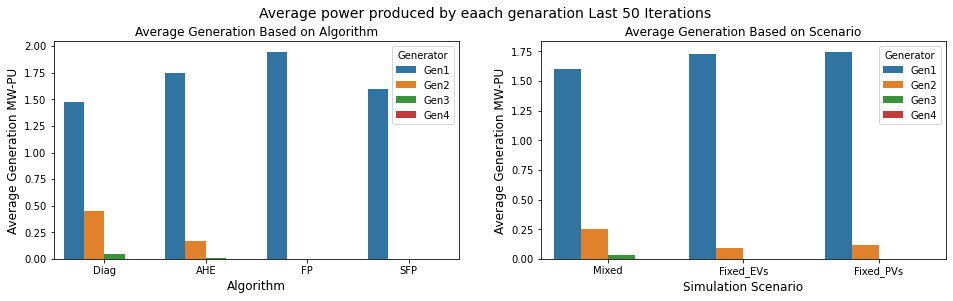 Average power produced by eaach genaration Last 50 Iterations
Average Generation Based on Algorithm
Average Generation MW-PU
2.00
1.75
1.50
1.25
1.00
0.75
0.50
0.25
0.00
Generator
Gen1
Gen2
Gen3
Gen4
Diag AHE FP SFP
Algorithm
Average Generation Based on Scenario
Average Generation MW-PU
1.75
1.50
1.25
1.00
0.75
0.50
0.25
0.00
Generator
Gen1
Gen2
Gen3
Gen4
Mixed Fixed_EVs Fixed_PVs
Simulation Scenario